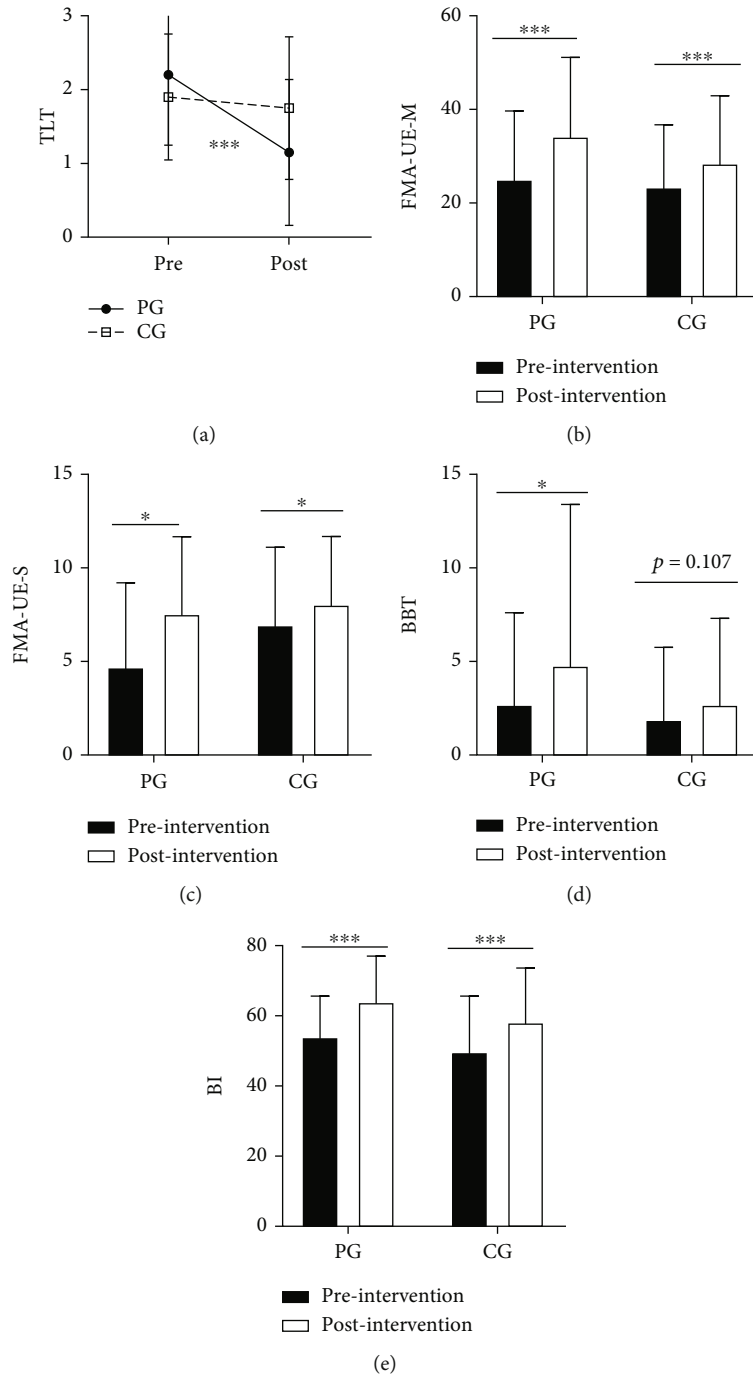 3
2
1
0
TLT
***
Pre
Post
PG
CG
(a)
60
40
20
0
FMA-UE-M
***
***
PG
CG
Pre-intervention
Post-intervention
(b)
15
10
5
0
FMA-UE-S
*
*
PG
CG
Pre-intervention
Post-intervention
(c)
15
10
5
0
BBT
*
p = 0.107
PG
CG
Pre-intervention
Post-intervention
(d)
80
60
40
20
0
BI
***
***
PG
CG
Pre-intervention
Post-intervention
(e)